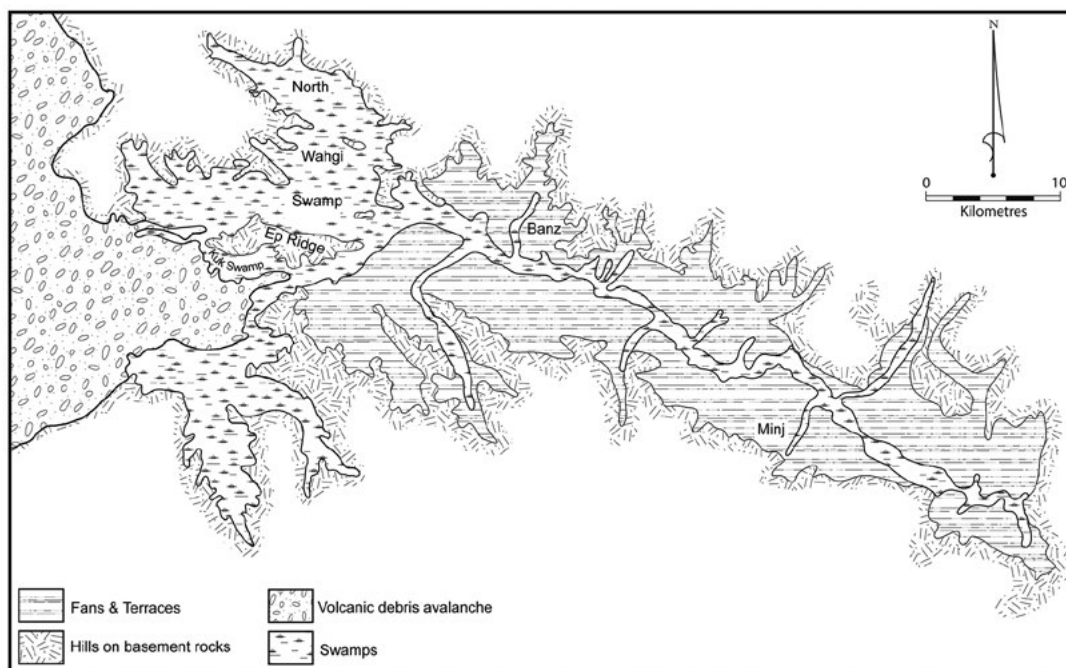 N
0 10
Kilometres
North
Wahgi
Swamp
Ep Ridge
Kuk Swamp
Banz
Minj
Fans & Terraces
Hills on basement rocks
Volcanic debris avalanche
Swamps